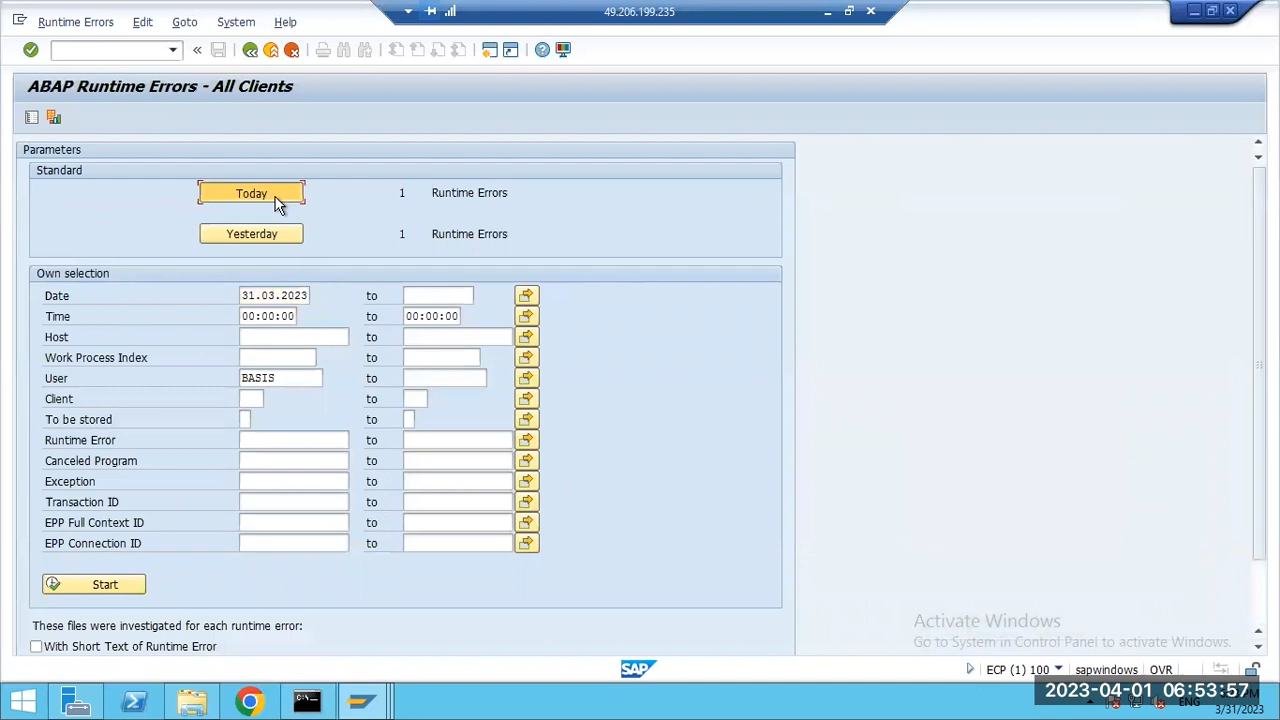 Runtime Errors Edit Goto System Help
49.206.199.235
ABAP Runtime Errors - All Clients
Parameters
Standard
Today 1 Runtime Errors
Yesterday 1 Runtime Errors
Own selection
Date 31.03.2023 to
Time 00:00:00 to 00:00:00
Host to
Work Process Index to
User BASIS to
Client to
To be stored to
Runtime Error to
Canceled Program to
Exception to
Transaction ID to
EPP Full Context ID to
EPP Connection ID to
Start
These files were investigated for each runtime error:
With Short Text of Runtime Error
Activate Windows
Go to System in Control Panel to activate Windows.
SAP
ECP (1) 100 sapwindows OVR
2023-04-01 06:53:57
ENG
3/31/2023